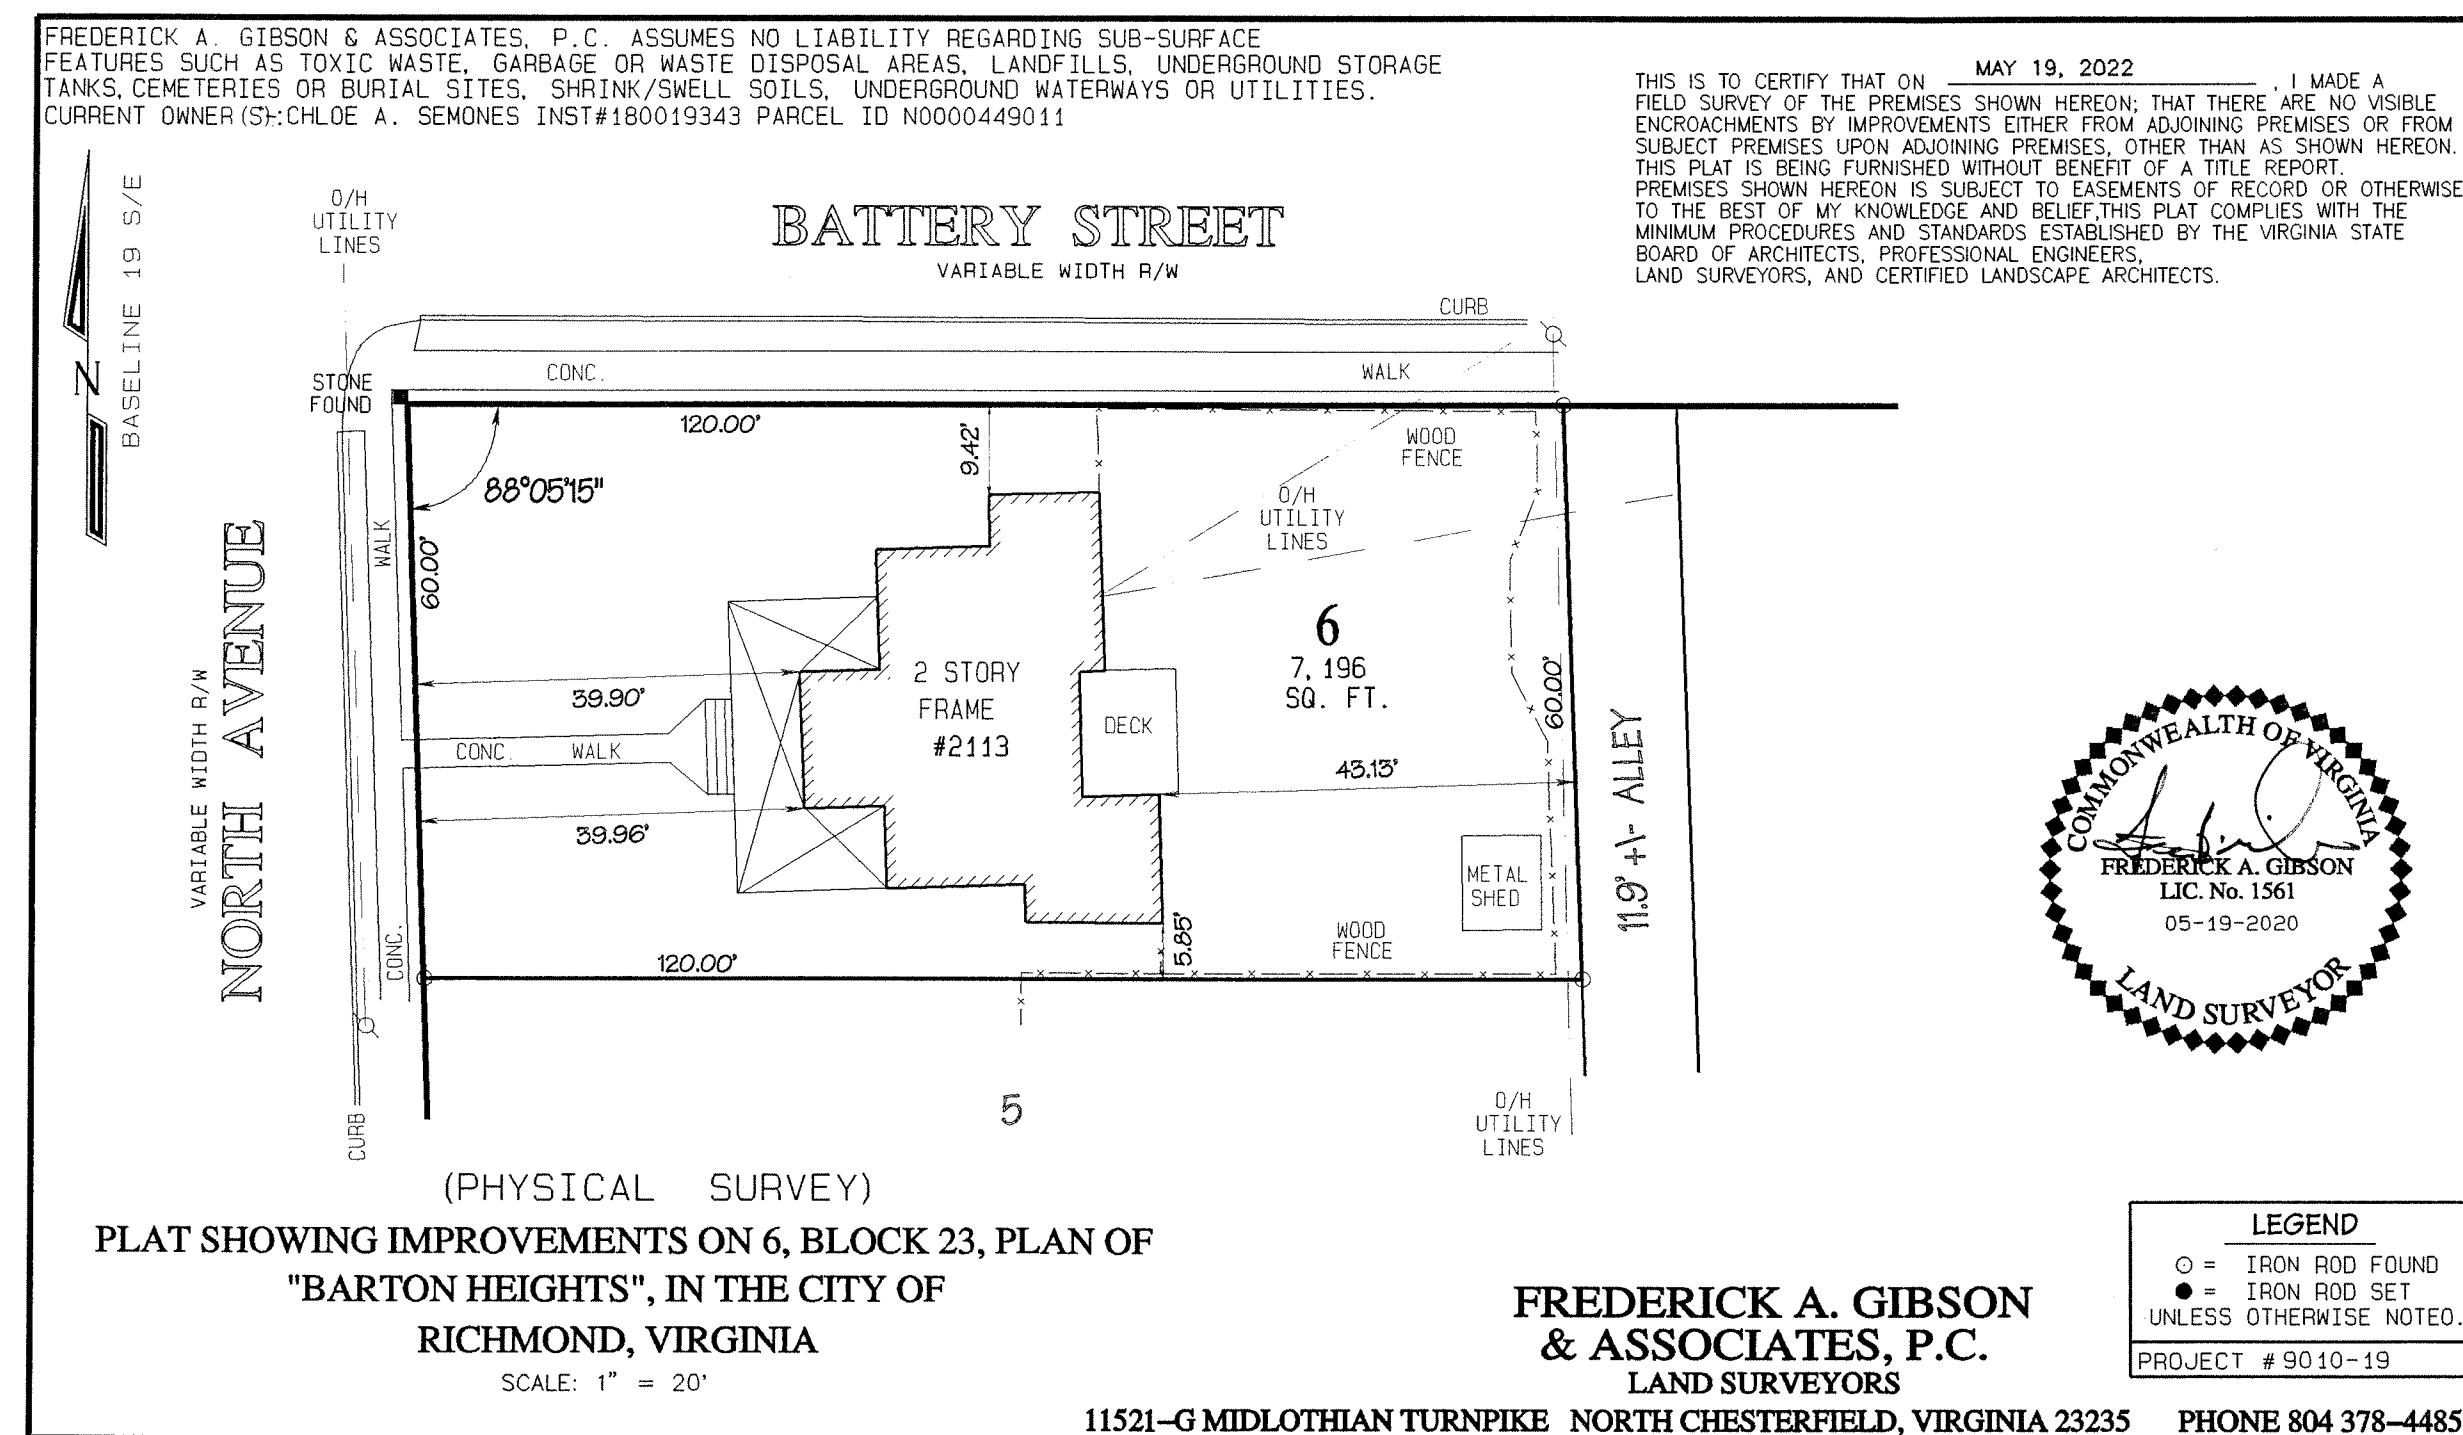 FREDERICK A. GIBSON & ASSOCIATES, P.C. ASSUMES NO LIABILITY REGARDING SUB-SURFACE
FEATURES SUCH AS TOXIC WASTE, GARBAGE OR WASTE DISPOSAL AREAS, LANDFILLS, UNDERGROUND STORAGE
TANKS, CEMETERIES OR BURIAL SITES, SHRINK/SWELL SOILS, UNDERGROUND WATERWAYS OR UTILITIES.
CURRENT OWNER(S): CHLOE A. SEMONES INST#180019343 PARCEL ID N0000449011
THIS IS TO CERTIFY THAT ON MAY 19, 2022, I MADE A
FIELD SURVEY OF THE PREMISES SHOWN HEREON; THAT THERE ARE NO VISIBLE
ENCROACHMENTS BY IMPROVEMENTS EITHER FROM ADJOINING PREMISES OR FROM
SUBJECT PREMISES UPON ADJOINING PREMISES, OTHER THAN AS SHOWN HEREON.
THIS PLAT IS BEING FURNISHED WITHOUT BENEFIT OF A TITLE REPORT.
PREMISES SHOWN HEREON IS SUBJECT TO EASEMENTS OF RECORD OR OTHERWISE
TO THE BEST OF MY KNOWLEDGE AND BELIEF,THIS PLAT COMPLIES WITH THE
MINIMUM PROCEDURES AND STANDARDS ESTABLISHED BY THE VIRGINIA STATE
BOARD OF ARCHITECTS, PROFESSIONAL ENGINEERS,
LAND SURVEYORS, AND CERTIFIED LANDSCAPE ARCHITECTS.
N
BASELINE 19 S/E
O/H
UTILITY
LINES
BATTERY STREET
VARIABLE WIDTH R/W
CURB
STONE
FOUND
CONC.
WALK
120.00'
9.42'
WOOD
FENCE
88°05'15"
WALK
60.00'
O/H
UTILITY
LINES
6
7,196
SQ. FT.
NORTH AVENUE
VARIABLE WIDTH R/W
39.90'
2 STORY
FRAME
#2113
DECK
60.00'
CONC. WALK
43.13'
11.9' +\- ALLEY
39.96'
METAL
SHED
CONC.
5.85'
WOOD
FENCE
120.00'
CURB
5
O/H
UTILITY
LINES
COMMONWEALTH OF VIRGINIA
FREDERICK A. GIBSON
LIC. No. 1561
05-19-2020
LAND SURVEYOR
(PHYSICAL SURVEY)
PLAT SHOWING IMPROVEMENTS ON 6, BLOCK 23, PLAN OF
"BARTON HEIGHTS", IN THE CITY OF
RICHMOND, VIRGINIA
SCALE: 1" = 20'
LEGEND
= IRON ROD FOUND
= IRON ROD SET
UNLESS OTHERWISE NOTED.
PROJECT #9010-19
FREDERICK A. GIBSON
& ASSOCIATES, P.C.
LAND SURVEYORS
11521–G MIDLOTHIAN TURNPIKE NORTH CHESTERFIELD, VIRGINIA 23235 PHONE 804 378–4485